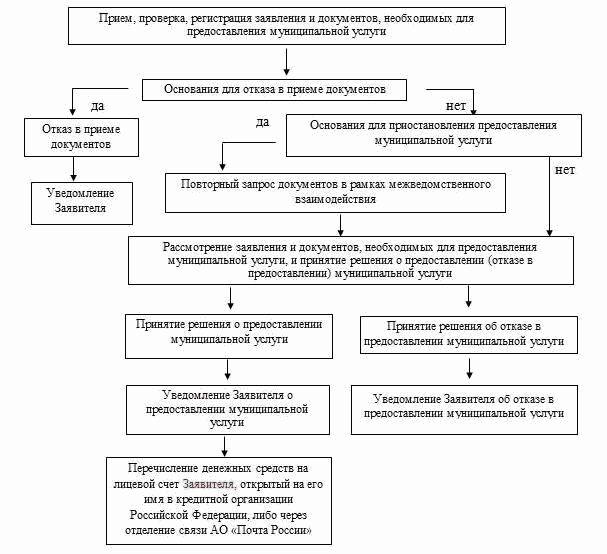 Прием, проверка, регистрация заявления и документов, необходимых для
предоставления муниципальной услуги
Основания для отказа в приеме документов
да
нет
Отказ в приеме
документов
да
Основания для приостановления предоставления
муниципальной услуги
нет
Уведомление
Заявителя
Повторный запрос документов в рамках межведомственного
взаимодействия
Рассмотрение заявления и документов, необходимых для предоставления
муниципальной услуги, и принятие решения о предоставлении (отказе в
предоставлении) муниципальной услуги
Принятие решения о предоставлении
муниципальной услуги
Принятие решения об отказе в
предоставлении муниципальной услуги
Уведомление Заявителя о
предоставлении муниципальной
услуги
Уведомление Заявителя об отказе в
предоставлении муниципальной услуги
Перечисление денежных средств на
лицевой счет Заявителя, открытый на его
имя в кредитной организации
Российской Федерации, либо через
отделение связи АО «Почта России»